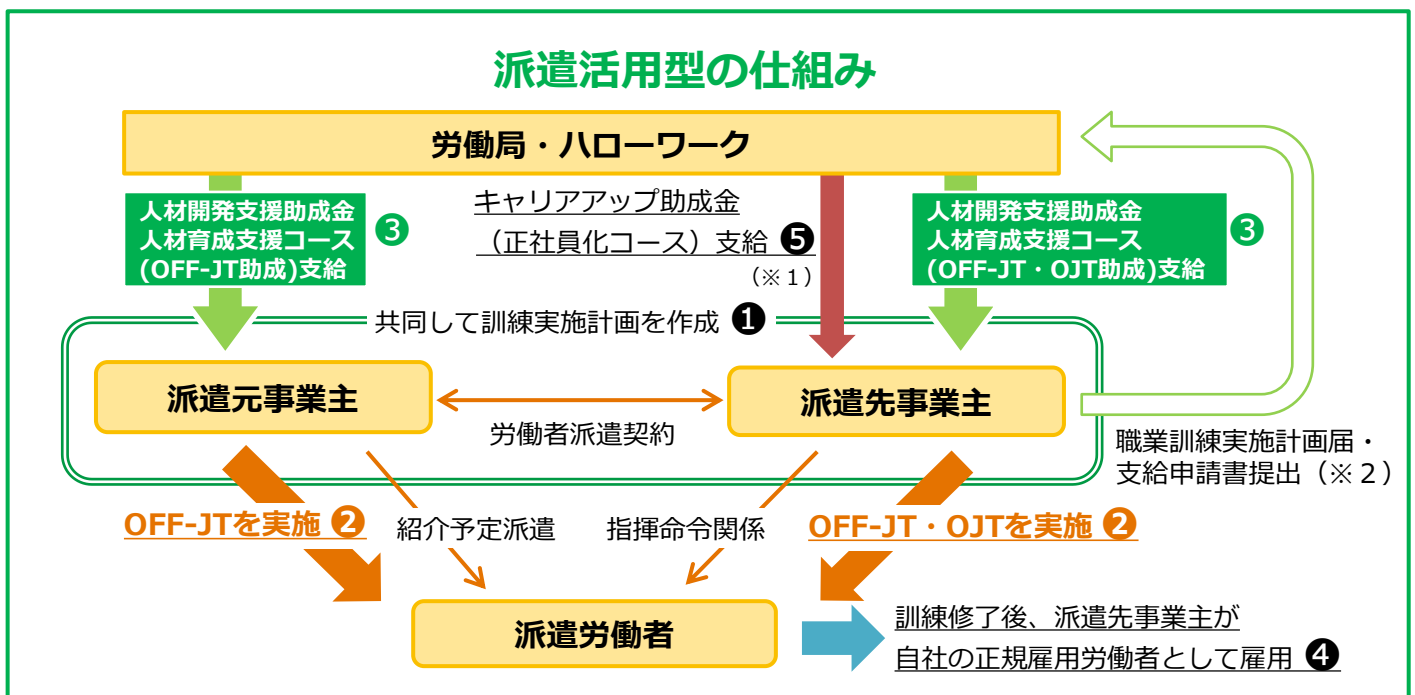 派遣活用型の仕組み
労働局・ハローワーク
人材開発支援助成金
人材育成支援コース
(OFF-JT助成)支給
❸
キャリアアップ助成金
（正社員化コース）支給 ❺
（※１）
人材開発支援助成金
人材育成支援コース
(OFF-JT・OJT助成)支給
❸
共同して訓練実施計画を作成 ❶
派遣元事業主
派遣先事業主
労働者派遣契約
職業訓練実施計画届・
支給申請書提出（※２）
OFF-JTを実施 ❷
紹介予定派遣
指揮命令関係
OFF-JT・OJTを実施 ❷
派遣労働者
訓練修了後、派遣先事業主が
自社の正規雇用労働者として雇用 ❹